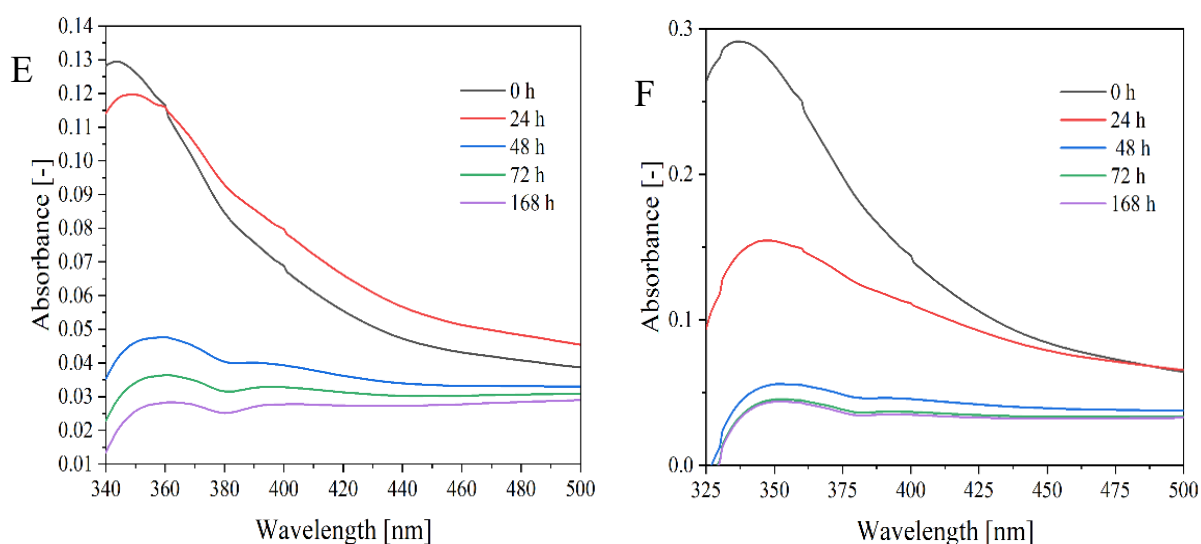 E
Absorbance [-]
0.14
0.13
0.12
0.11
0.10
0.09
0.08
0.07
0.06
0.05
0.04
0.03
0.02
0.01
340 360 380 400 420 440 460 480 500
Wavelength [nm]
0 h
24 h
48 h
72 h
168 h
F
Absorbance [-]
0.3
0.2
0.1
0.0
325 350 375 400 425 450 475 500
Wavelength [nm]
0 h
24 h
48 h
72 h
168 h